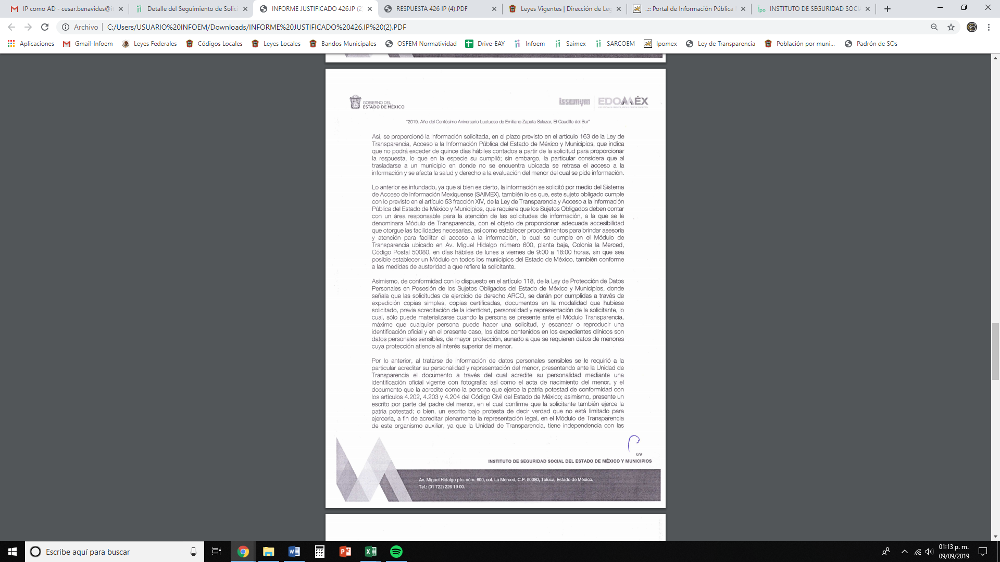 IP como AD - cesar.benavides@it
Detalle del Seguimiento de Solici
INFORME JUSTIFICADO 426.IP (2
RESPUESTA 426 IP (4).PDF
Leyes Vigentes | Dirección de Leg
..:: Portal de Información Pública
INSTITUTO DE SEGURIDAD SOCIA
Archivo C:/Users/USUARIO%20INFOEM/Downloads/INFORME%20JUSTIFICADO%20426.IP%20(2).PDF
Aplicaciones Gmail-Infoem Leyes Federales Códigos Locales Leyes Locales Bandos Municipales OSFEM Normatividad Drive-EAY Infoem Saimex SARCOEM Ipomex Ley de Transparencia Población por muni... Padrón de SOs
GOBIERNO DEL
ESTADO DE MÉXICO
issemym EDOMÉX
"2019. Año del Centésimo Aniversario Luctuoso de Emiliano Zapata Salazar, El Caudillo del Sur"
Así, se proporcionó la información solicitada, en el plazo previsto en el artículo 163 de la Ley de
Transparencia, Acceso a la Información Pública del Estado de México y Municipios, que indica
que no podrá exceder de quince días hábiles contados a partir de la solicitud para proporcionar
la respuesta, lo que en la especie su cumplió; sin embargo, la particular considera que al
trasladarse a un municipio en donde no se encuentra ubicada se retrasa el acceso a la
información y se afecta la salud y derecho a la evaluación del menor del cual se pide información.
Lo anterior es infundado, ya que si bien es cierto, la información se solicitó por medio del Sistema
de Acceso de Información Mexiquense (SAIMEX), también lo es que, este sujeto obligado cumple
con lo previsto en el artículo 53 fracción XIV, de la Ley de Transparencia y Acceso a la Información
Pública del Estado de México y Municipios, que requiere que los Sujetos Obligados deben contar
con un área responsable para la atención de las solicitudes de información, a la que se le
denominara Módulo de Transparencia, con el objeto de proporcionar adecuada accesibilidad
que otorgue las facilidades necesarias, así como establecer procedimientos para brindar asesoría
y atención para facilitar el acceso a la información, lo cual se cumple en el Módulo de
Transparencia ubicado en Av. Miguel Hidalgo número 600, planta baja, Colonia la Merced,
Código Postal 50080, en días hábiles de lunes a viernes de 9:00 a 18:00 horas, sin que sea
posible establecer un Módulo en todos los municipios del Estado de México, también conforme
a las medidas de austeridad a que refiere la solicitante.
Asimismo, de conformidad con lo dispuesto en el artículo 118, de la Ley de Protección de Datos
Personales en Posesión de los Sujetos Obligados del Estado de México y Municipios, donde
señala que las solicitudes de ejercicio de derecho ARCO, se darán por cumplidas a través de
expedición copias simples, copias certificadas, documentos en la modalidad que hubiese
solicitado, previa acreditación de la identidad, personalidad y representación de la solicitante, lo
cual, sólo puede materializarse cuando la persona se presente ante el Módulo Transparencia,
máxime que cualquier persona puede hacer una solicitud, y escanear o reproducir una
identificación oficial y en el presente caso, los datos contenidos en los expedientes clínicos son
datos personales sensibles, de mayor protección, aunado a que se requieren datos de menores
cuya protección atiende al interés superior del menor.
Por lo anterior, al tratarse de información de datos personales sensibles se le requirió a la
particular acreditar su personalidad y representación del menor, presentando ante la Unidad de
Transparencia el documento a través del cual acredite su personalidad mediante una
identificación oficial vigente con fotografía; así como el acta de nacimiento del menor, y el
documento que la acredite como la persona que ejerce la patria potestad de conformidad con
los artículos 4.202, 4.203 y 4.204 del Código Civil del Estado de México; asimismo, presente un
escrito por parte del padre del menor, en el cual confirme que la solicitante también ejerce la
patria potestad; o bien, un escrito bajo protesta de decir verdad que no está limitado para
ejercerla, a fin de acreditar plenamente la representación legal, en el Módulo de Transparencia
de este organismo auxiliar, ya que la Unidad de Transparencia, tiene independencia con las
6/9
INSTITUTO DE SEGURIDAD SOCIAL DEL ESTADO DE MÉXICO Y MUNICIPIOS
Av. Miguel Hidalgo pte. núm. 600, col. La Merced, C.P. 50080, Toluca, Estado de México.
Tel.: (01 722) 226 19 00.
Escribe aquí para buscar
01:13 p. m.
09/09/2019